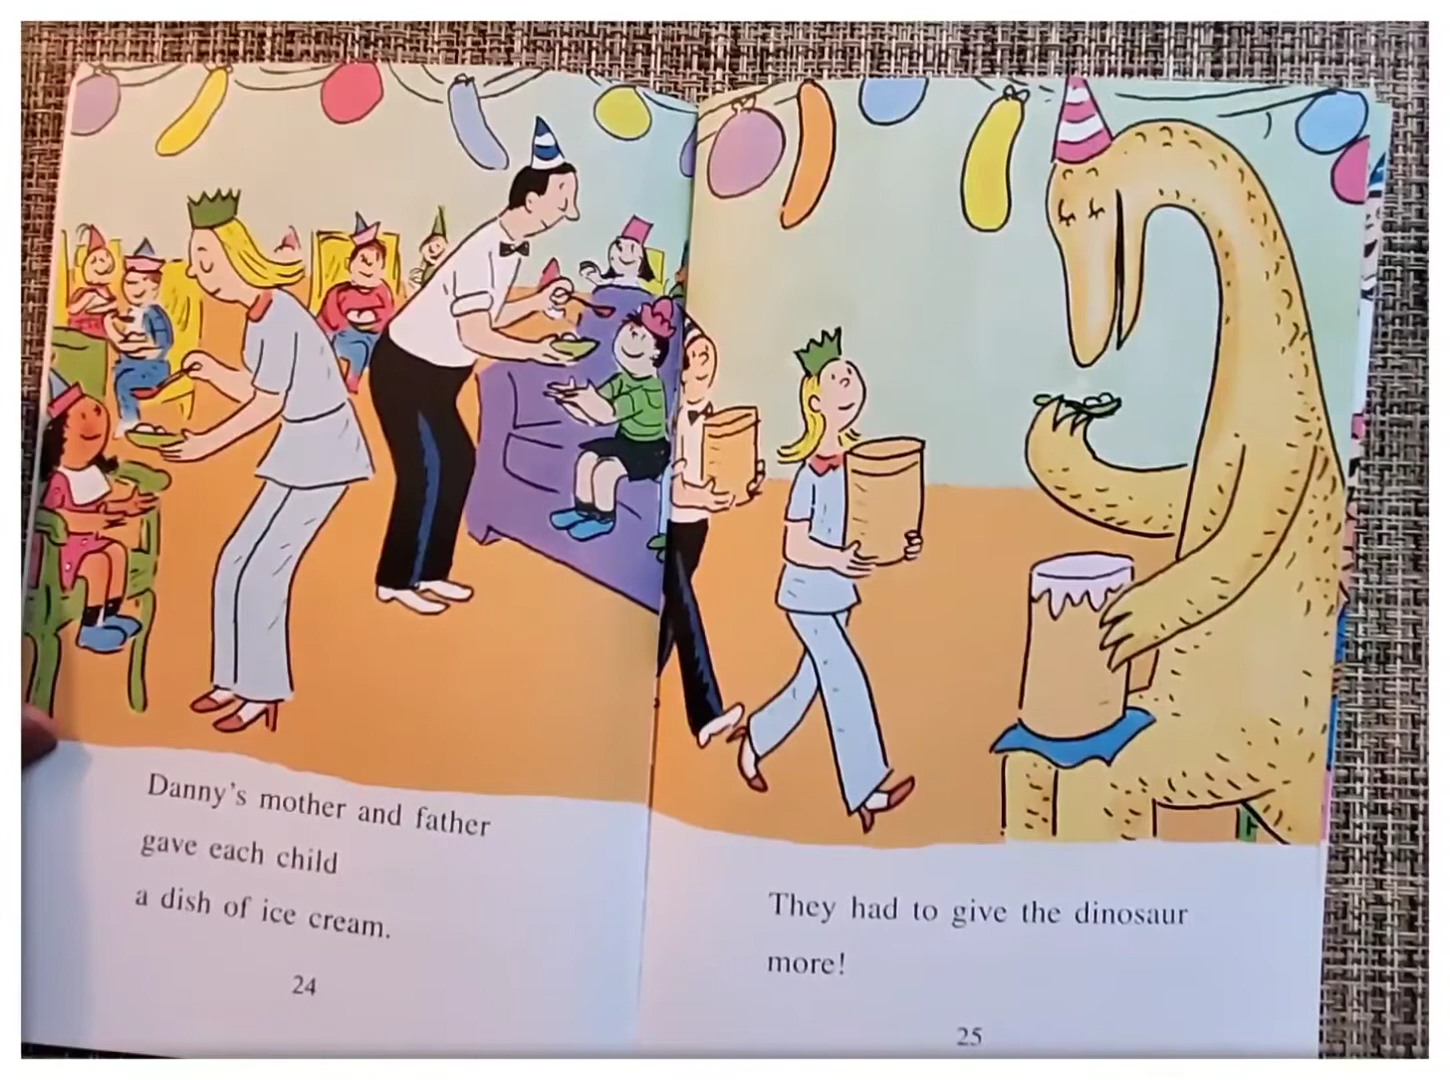 Danny's mother and father
gave each child
a dish of ice cream.
24
They had to give the dinosaur
more!
25